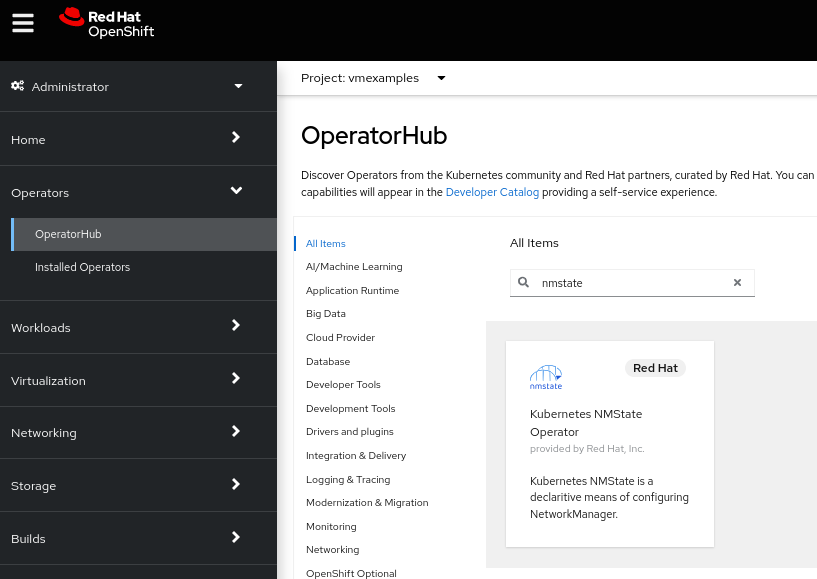 Red Hat
OpenShift
Administrator
Home
Operators
OperatorHub
Installed Operators
Workloads
Virtualization
Networking
Storage
Builds
Project: vmexamples
OperatorHub
Discover Operators from the Kubernetes community and Red Hat partners, curated by Red Hat. You can
capabilities will appear in the Developer Catalog providing a self-service experience.
All Items
AI/Machine Learning
Application Runtime
Big Data
Cloud Provider
Database
Developer Tools
Development Tools
Drivers and plugins
Integration & Delivery
Logging & Tracing
Modernization & Migration
Monitoring
Networking
OpenShift Optional
All Items
nmstate
nmstate
Red Hat
Kubernetes NMState
Operator
provided by Red Hat, Inc.
Kubernetes NMState is a
declaritive means of configuring
NetworkManager.